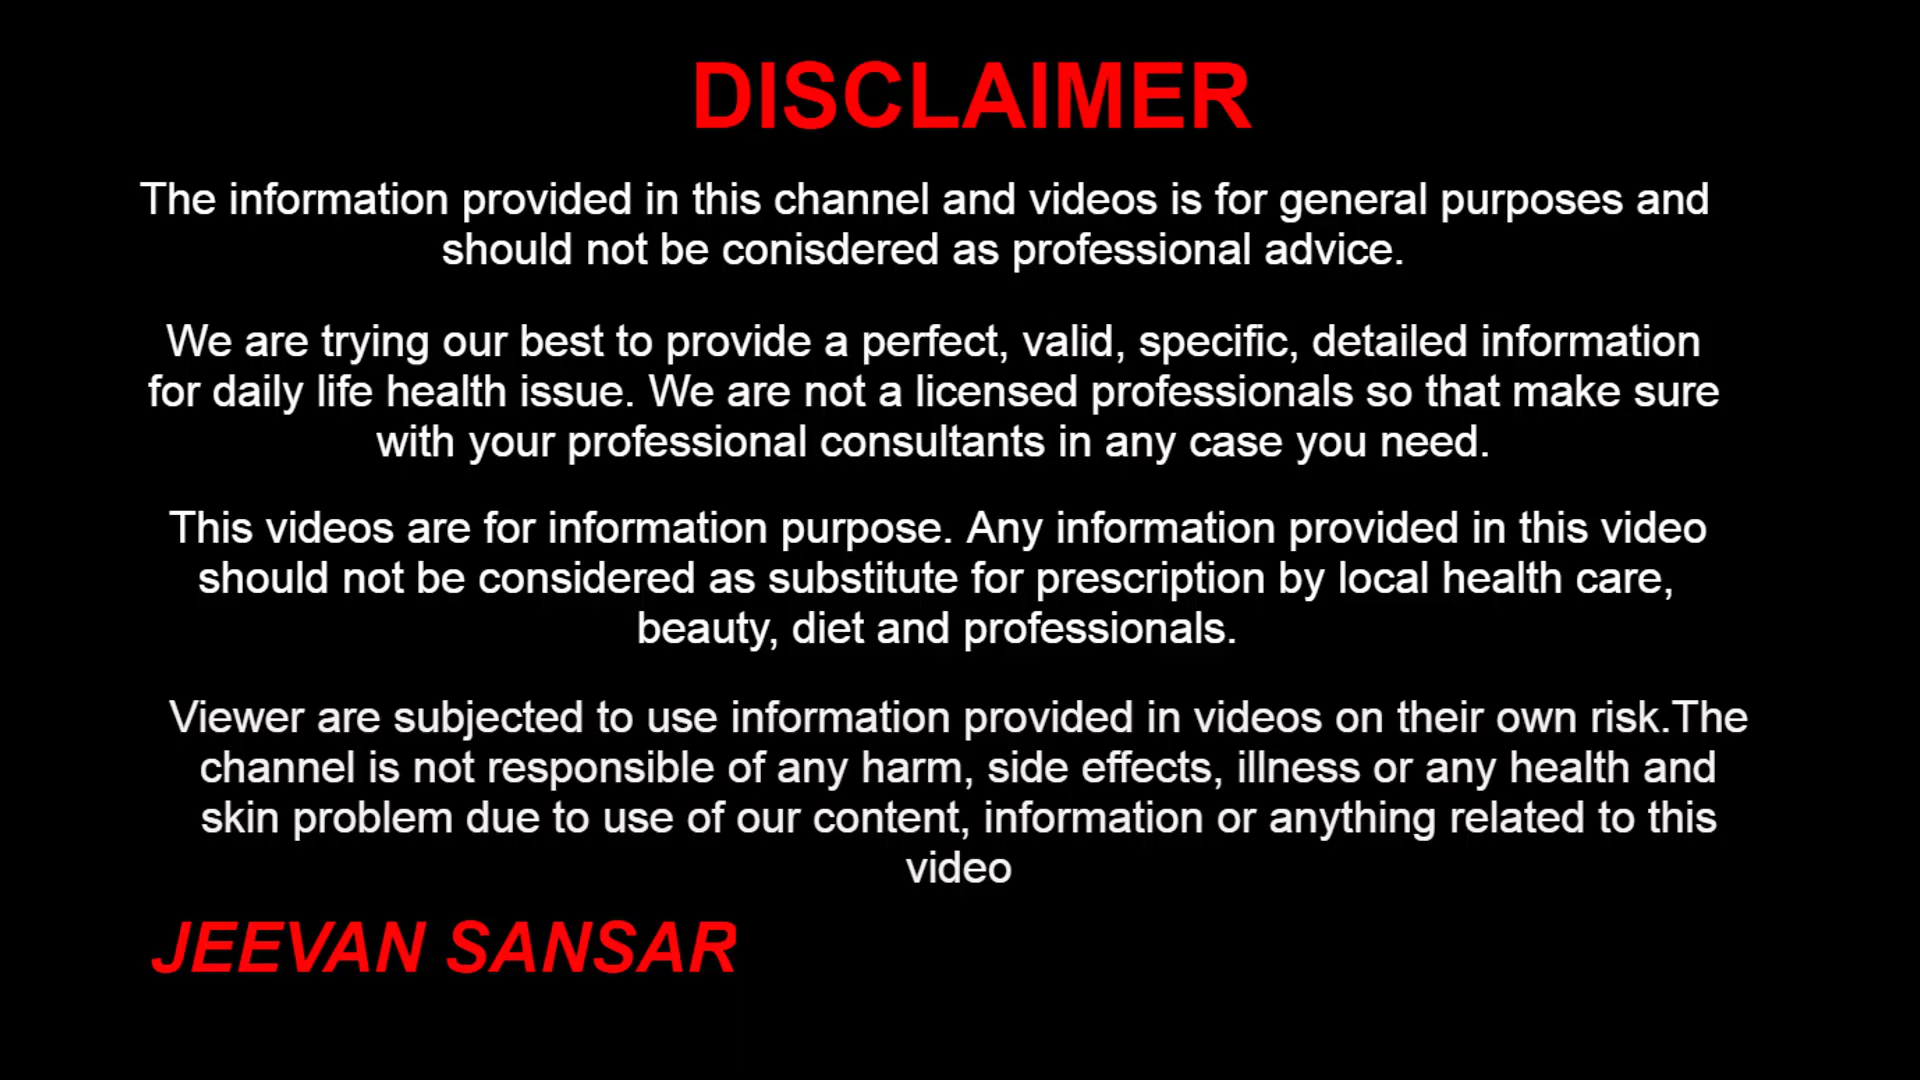 DISCLAIMER
The information provided in this channel and videos is for general purposes and
should not be conisdered as professional advice.
We are trying our best to provide a perfect, valid, specific, detailed information
for daily life health issue. We are not a licensed professionals so that make sure
with your professional consultants in any case you need.
This videos are for information purpose. Any information provided in this video
should not be considered as substitute for prescription by local health care,
beauty, diet and professionals.
Viewer are subjected to use information provided in videos on their own risk.The
channel is not responsible of any harm, side effects, illness or any health and
skin problem due to use of our content, information or anything related to this
video
JEEVAN SANSAR